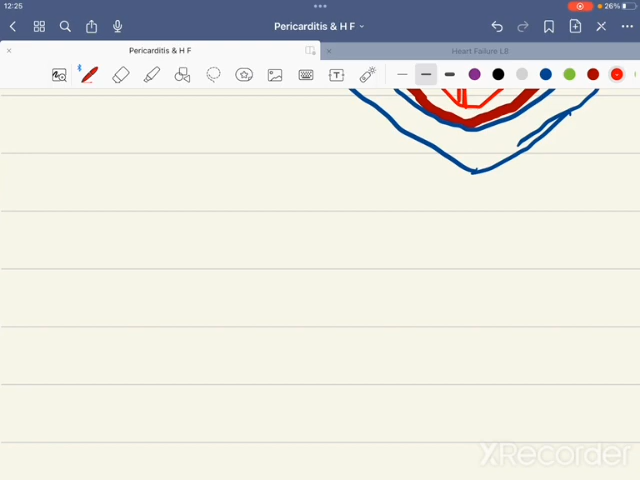 12:25
26%
Pericarditis & H F
Pericarditis & H F
Heart Failure L8
T
XRecorder